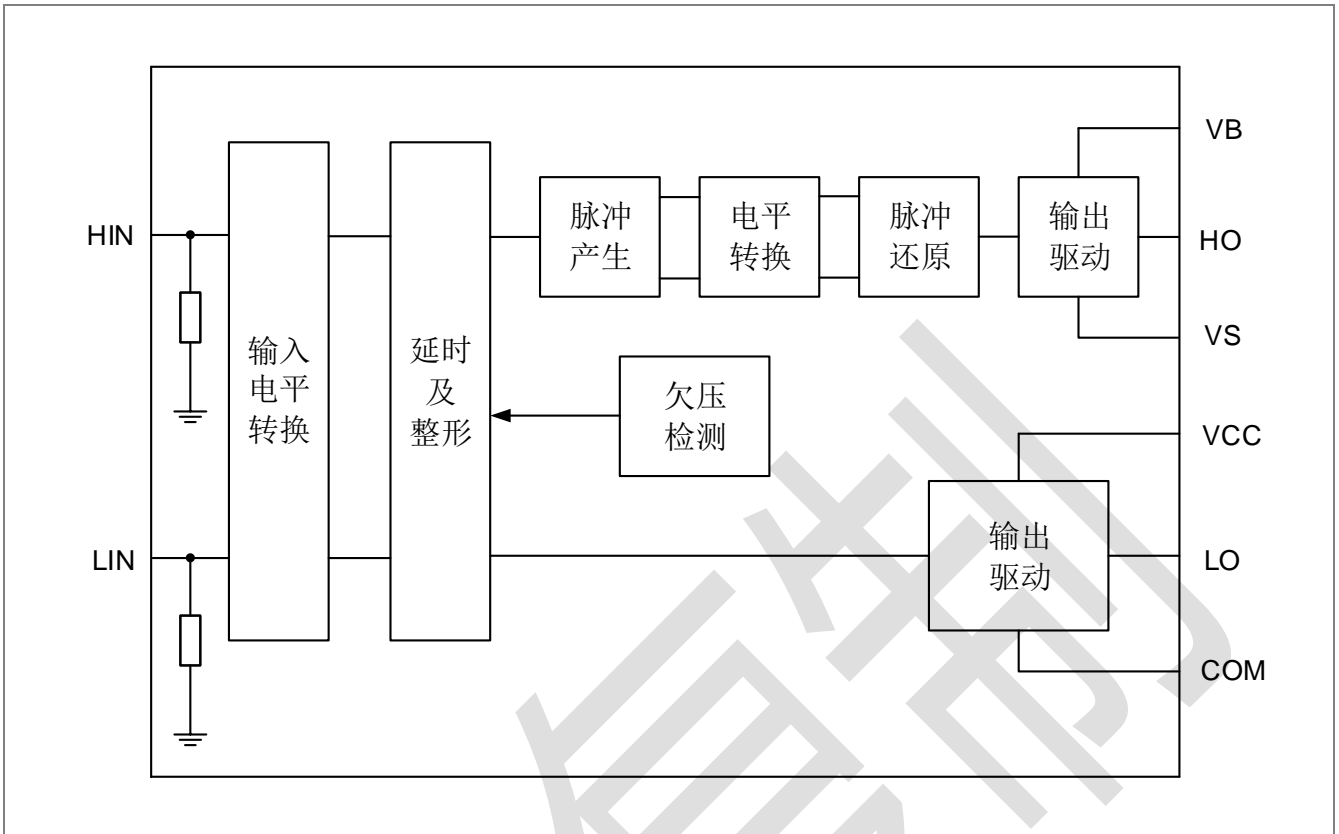 VB
脉冲
产生
电平
转换
脉冲
还原
输出
驱动
HIN
HO
VS
输入
电平
转换
延时
及
整形
欠压
检测
VCC
输出
驱动
LIN
LO
COM
复制